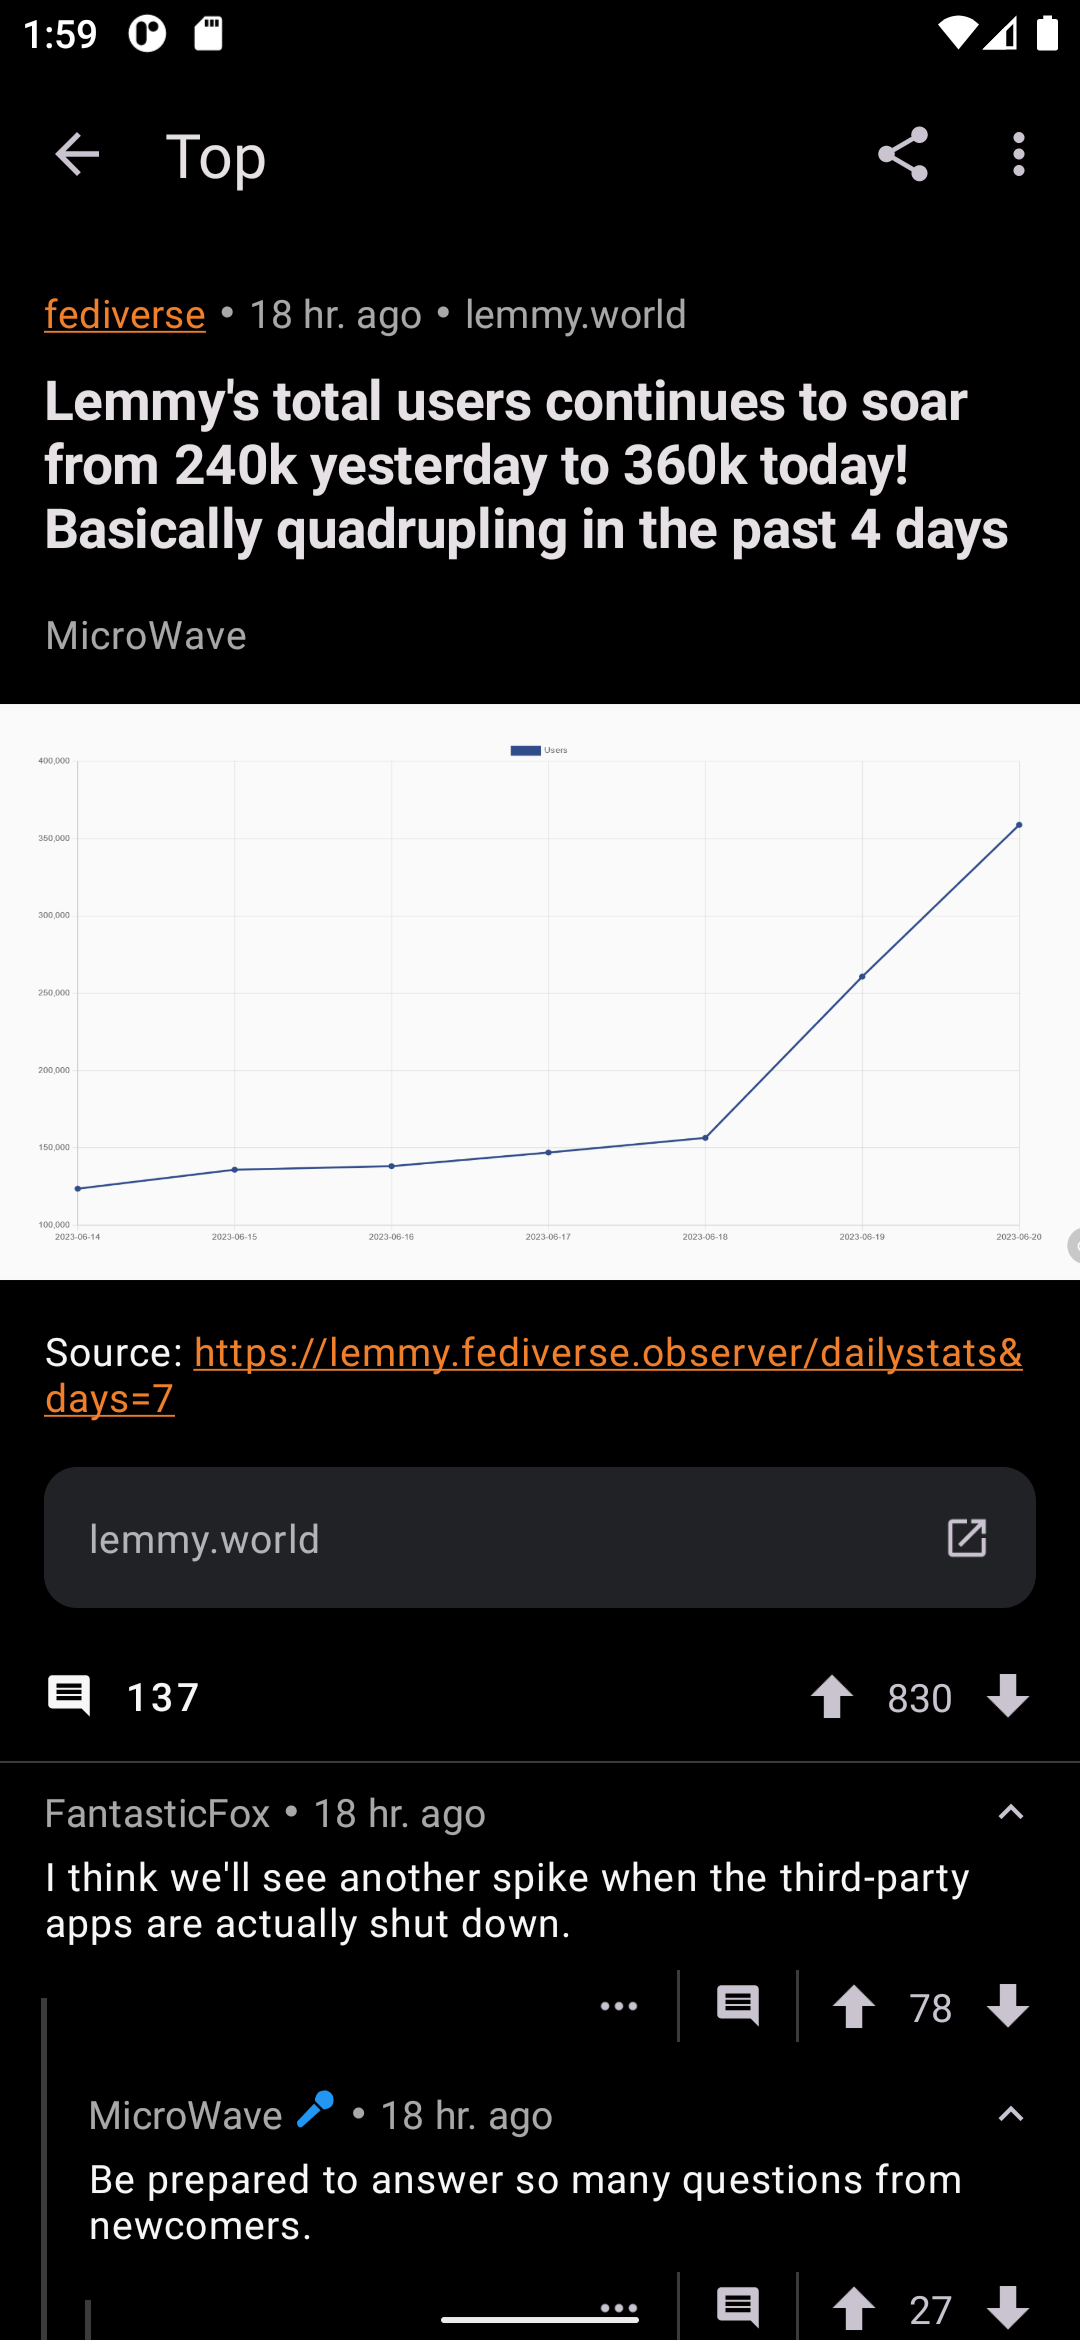 1:59
Top
fediverse • 18 hr. ago • lemmy.world
Lemmy's total users continues to soar
from 240k yesterday to 360k today!
Basically quadrupling in the past 4 days
MicroWave
Users
400,000
350,000
300,000
250,000
200,000
150,000
100,000
2023-06-14 2023-06-15 2023-06-16 2023-06-17 2023-06-18 2023-06-19 2023-06-20
Source: https://lemmy.fediverse.observer/dailystats&
days=7
lemmy.world
137 830
FantasticFox • 18 hr. ago
I think we'll see another spike when the third-party
apps are actually shut down.
78
MicroWave • 18 hr. ago
Be prepared to answer so many questions from
newcomers.
27